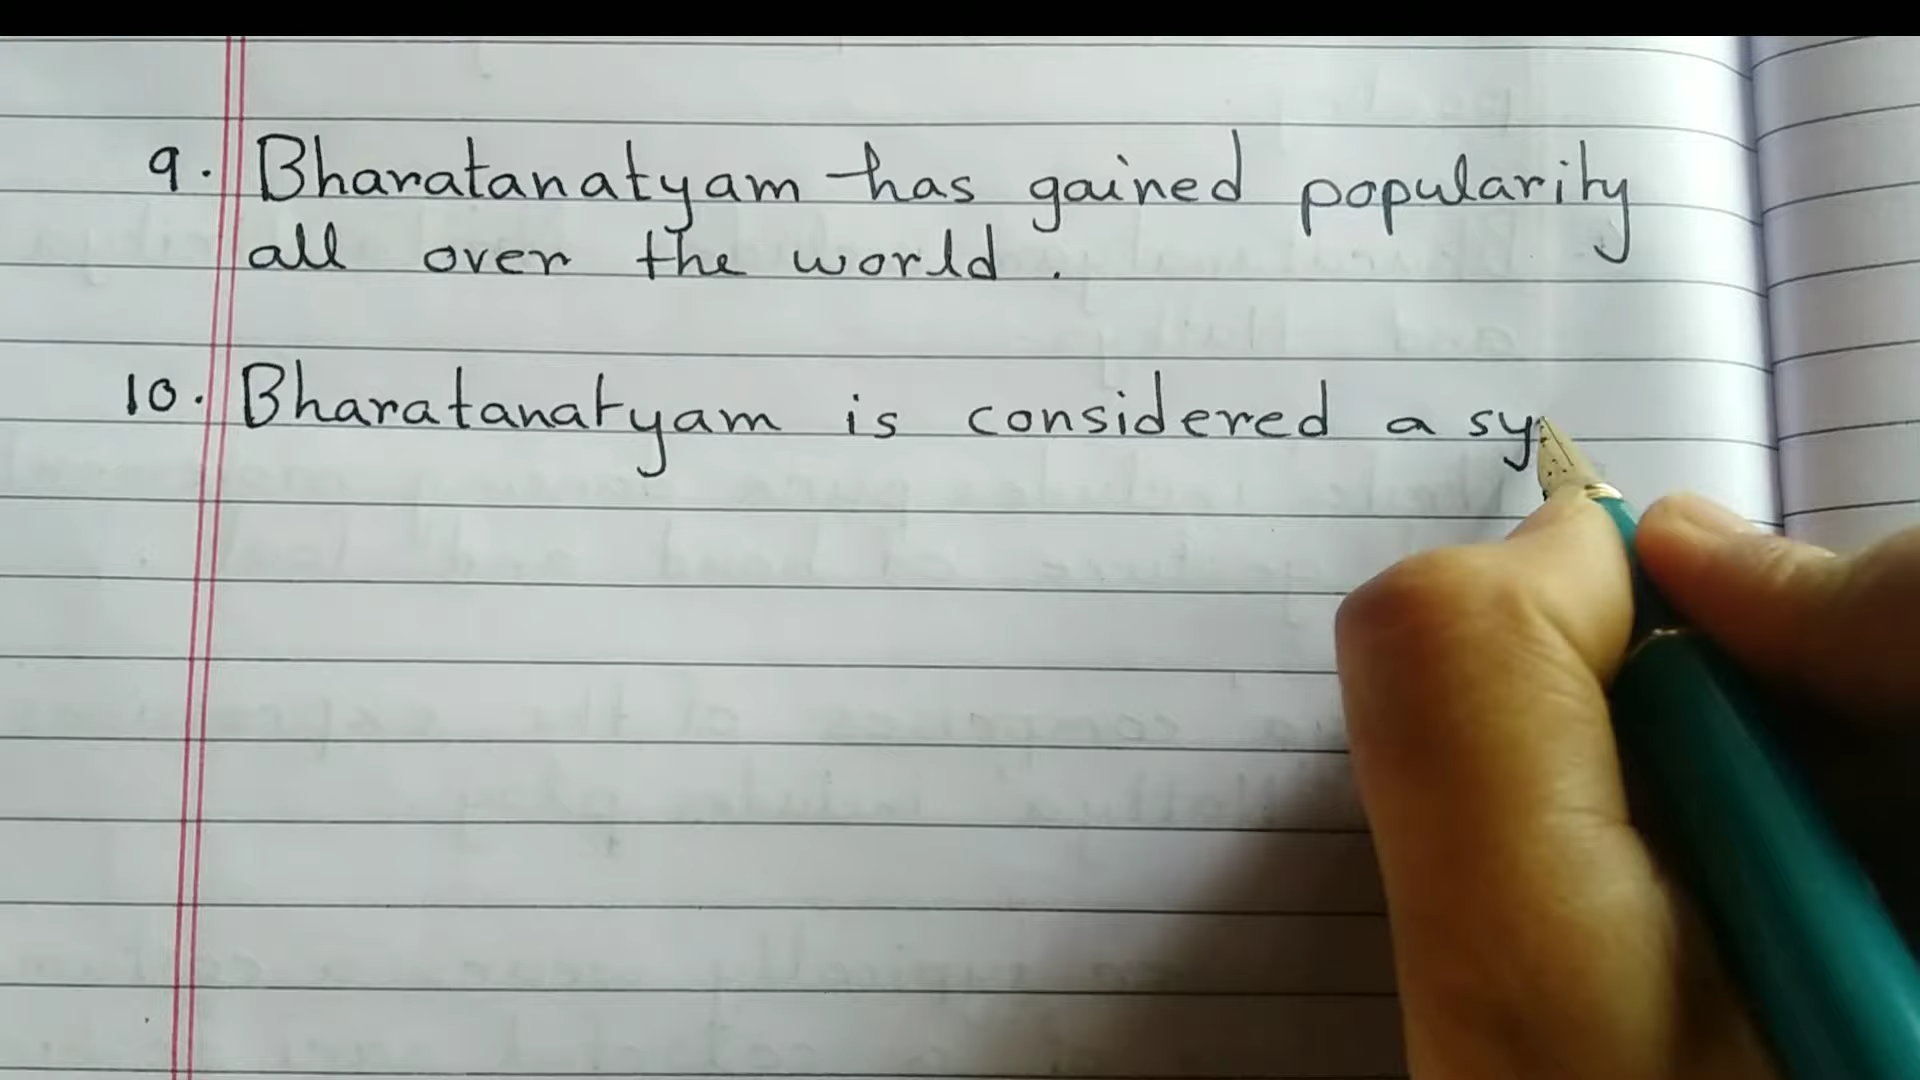 9. Bharatanatyam has gained popularity
all over the world.
10. Bharatanatyam is considered a sy